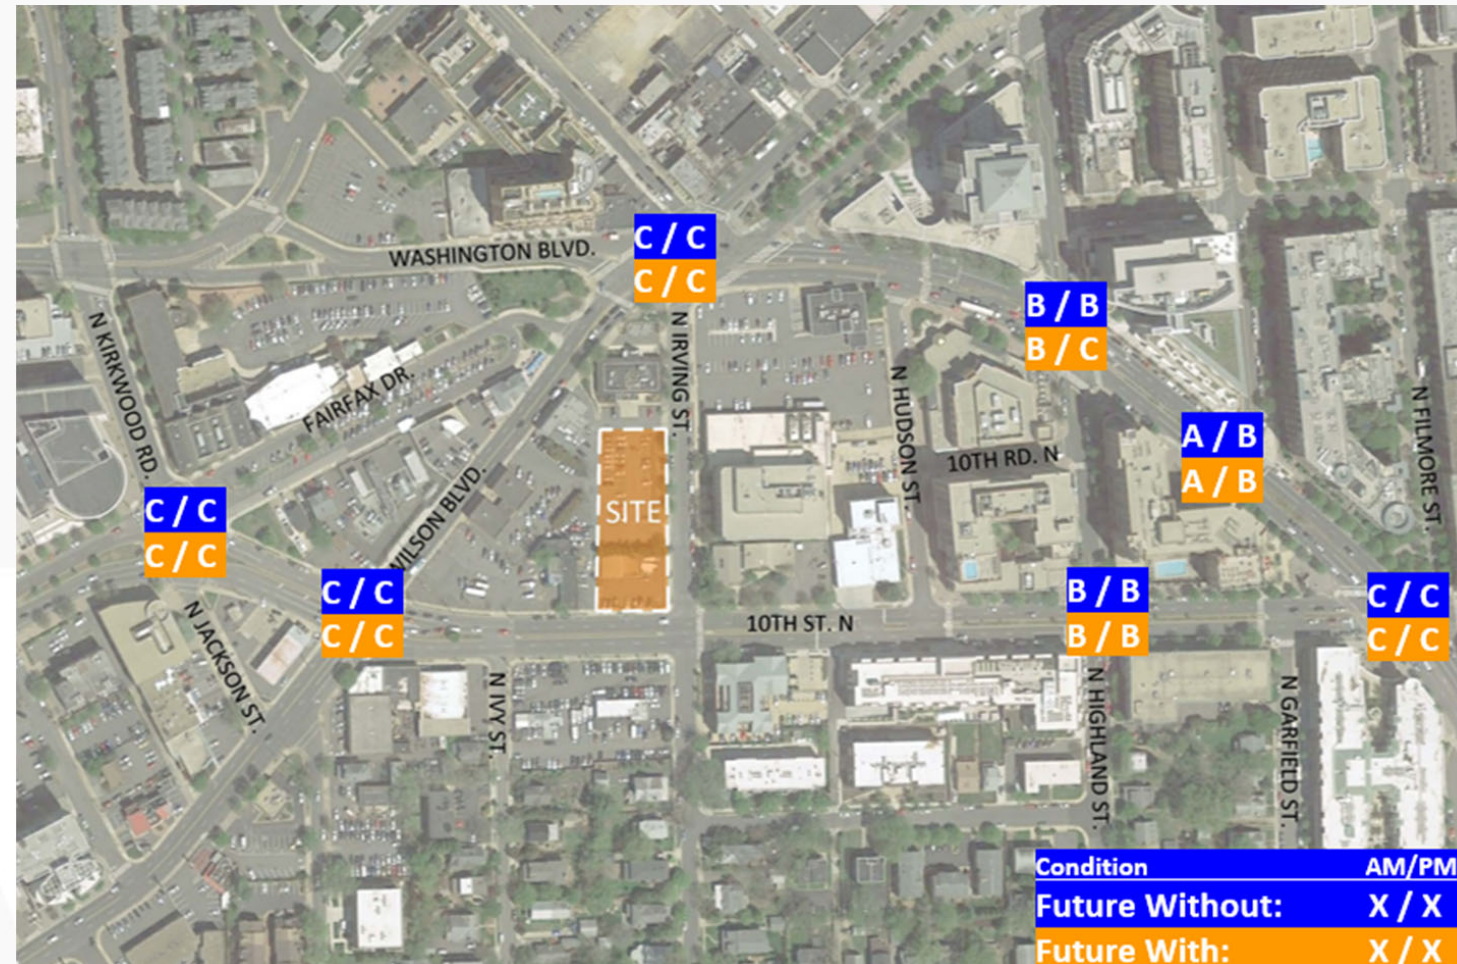 C / C
C / C
WASHINGTON BLVD.
B / B
B / C
N KIRKWOOD RD.
N IRVING ST.
FAIRFAX DR.
N HUDSON ST.
N FILMORE ST.
A / B
A / B
10TH RD. N
WILSON BLVD.
SITE
C / C
C / C
C / C
C / C
B / B
B / B
C / C
C / C
10TH ST. N
N JACKSON ST.
N IVY ST.
N HIGHLAND ST.
N GARFIELD ST.
Condition AM/PM
Future Without: X / X
Future With: X / X